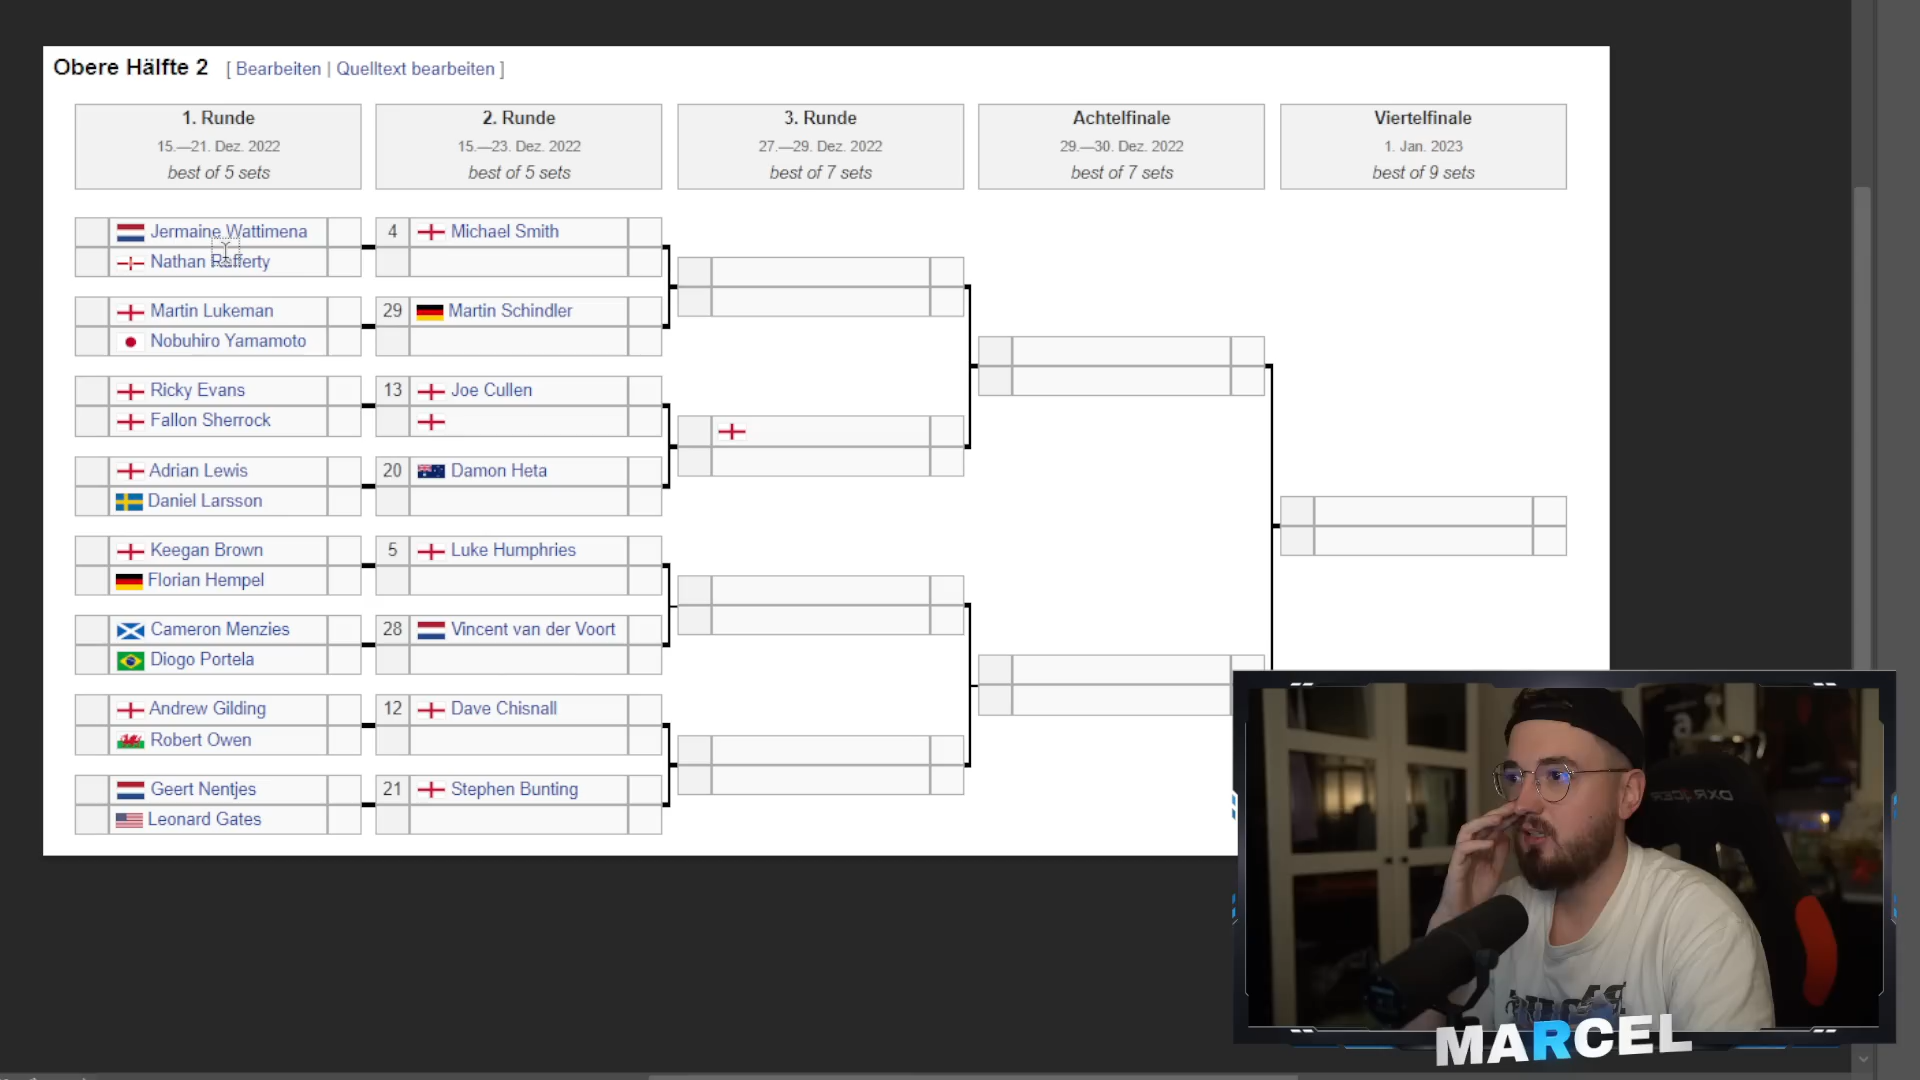 Obere Hälfte 2 [ Bearbeiten | Quelltext bearbeiten ]
1. Runde
15.—21. Dez. 2022
best of 5 sets
2. Runde
15.—23. Dez. 2022
best of 5 sets
3. Runde
27.—29. Dez. 2022
best of 7 sets
Achtelfinale
29.—30. Dez. 2022
best of 7 sets
Viertelfinale
1. Jan. 2023
best of 9 sets
Jermaine Wattimena
Nathan Rafferty
Martin Lukeman
Nobuhiro Yamamoto
Ricky Evans
Fallon Sherrock
Adrian Lewis
Daniel Larsson
Keegan Brown
Florian Hempel
Cameron Menzies
Diogo Portela
Andrew Gilding
Robert Owen
Geert Nentjes
Leonard Gates
4 Michael Smith
29 Martin Schindler
13 Joe Cullen
20 Damon Heta
5 Luke Humphries
28 Vincent van der Voort
12 Dave Chisnall
21 Stephen Bunting
DXRACER
MARCEL